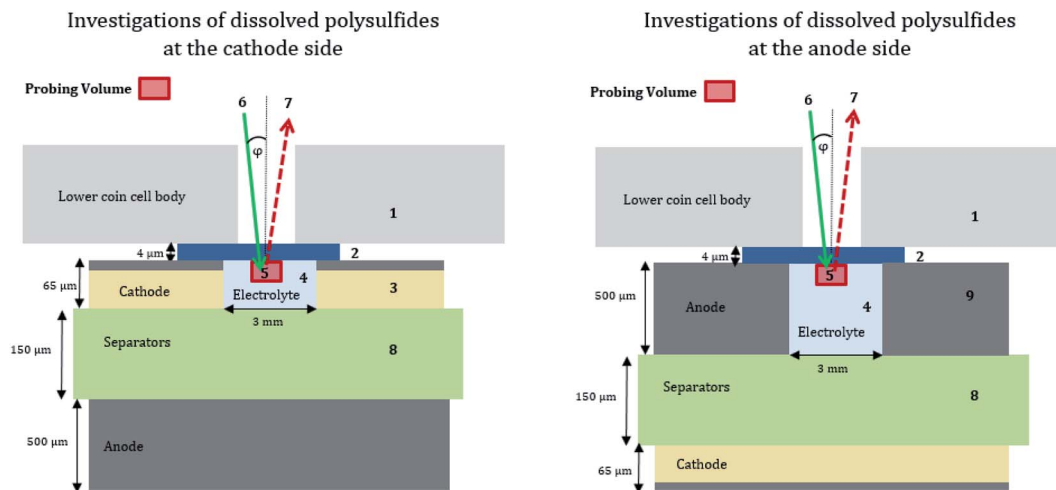 Investigations of dissolved polysulfides
at the cathode side
Probing Volume
6
7
φ
Lower coin cell body
1
4 μm
2
5
4
65 μm
Cathode
Electrolyte
3
3 mm
Separators
150 μm
8
500 μm
Anode
Investigations of dissolved polysulfides
at the anode side
Probing Volume
6
7
φ
Lower coin cell body
1
4 μm
2
5
500 μm
Anode
4
9
Electrolyte
3 mm
Separators
150 μm
8
Cathode
65 μm